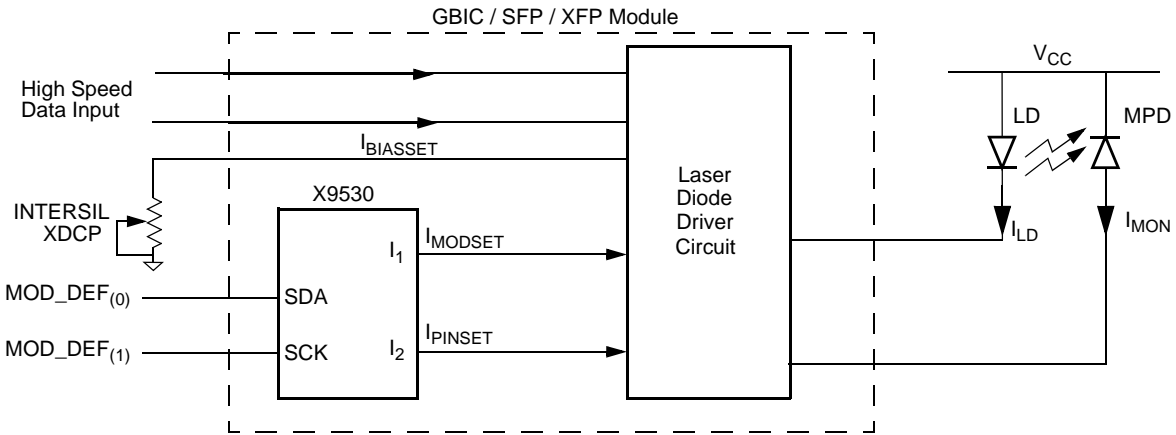 GBIC / SFP / XFP Module
High Speed
Data Input
IBIASSET
INTERSIL
XDCP
X9530
I1
IMODSET
MOD_DEF(0)
SDA
MOD_DEF(1)
SCK
I2
IPINSET
Laser
Diode
Driver
Circuit
VCC
LD
MPD
ILD
IMON